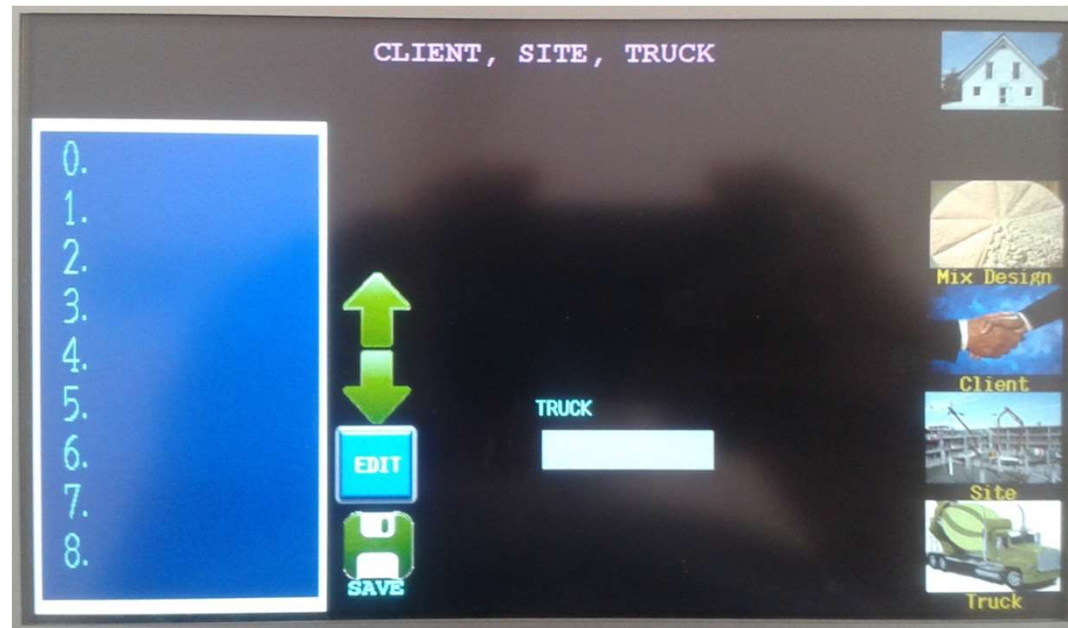 CLIENT, SITE, TRUCK
0.
1.
2.
3.
4.
5.
6.
7.
8.
EDIT
SAVE
TRUCK
Mix Design
Client
Site
Truck